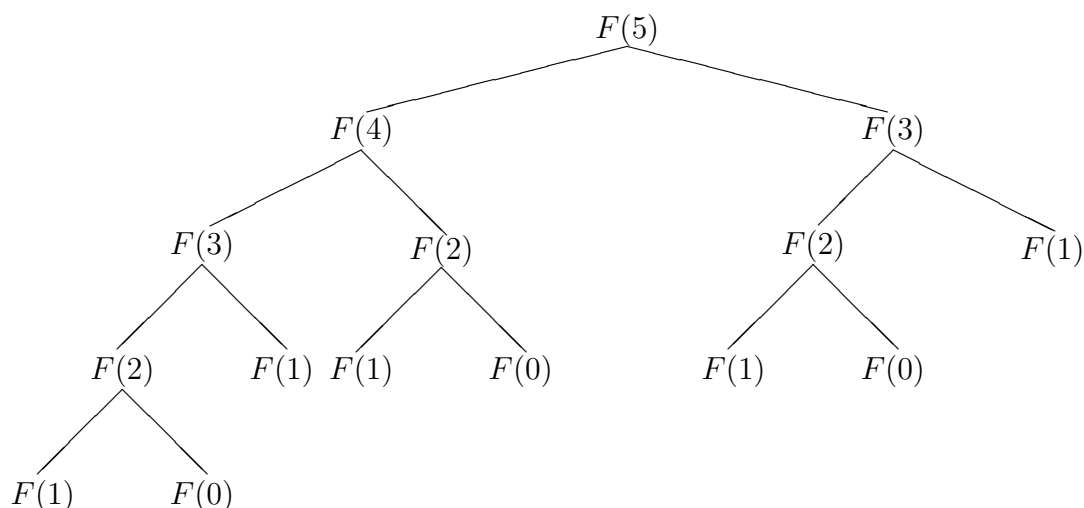 F(5)
F(4) F(3)
F(3) F(2) F(2) F(1)
F(2) F(1) F(1) F(0) F(1) F(0)
F(1) F(0)